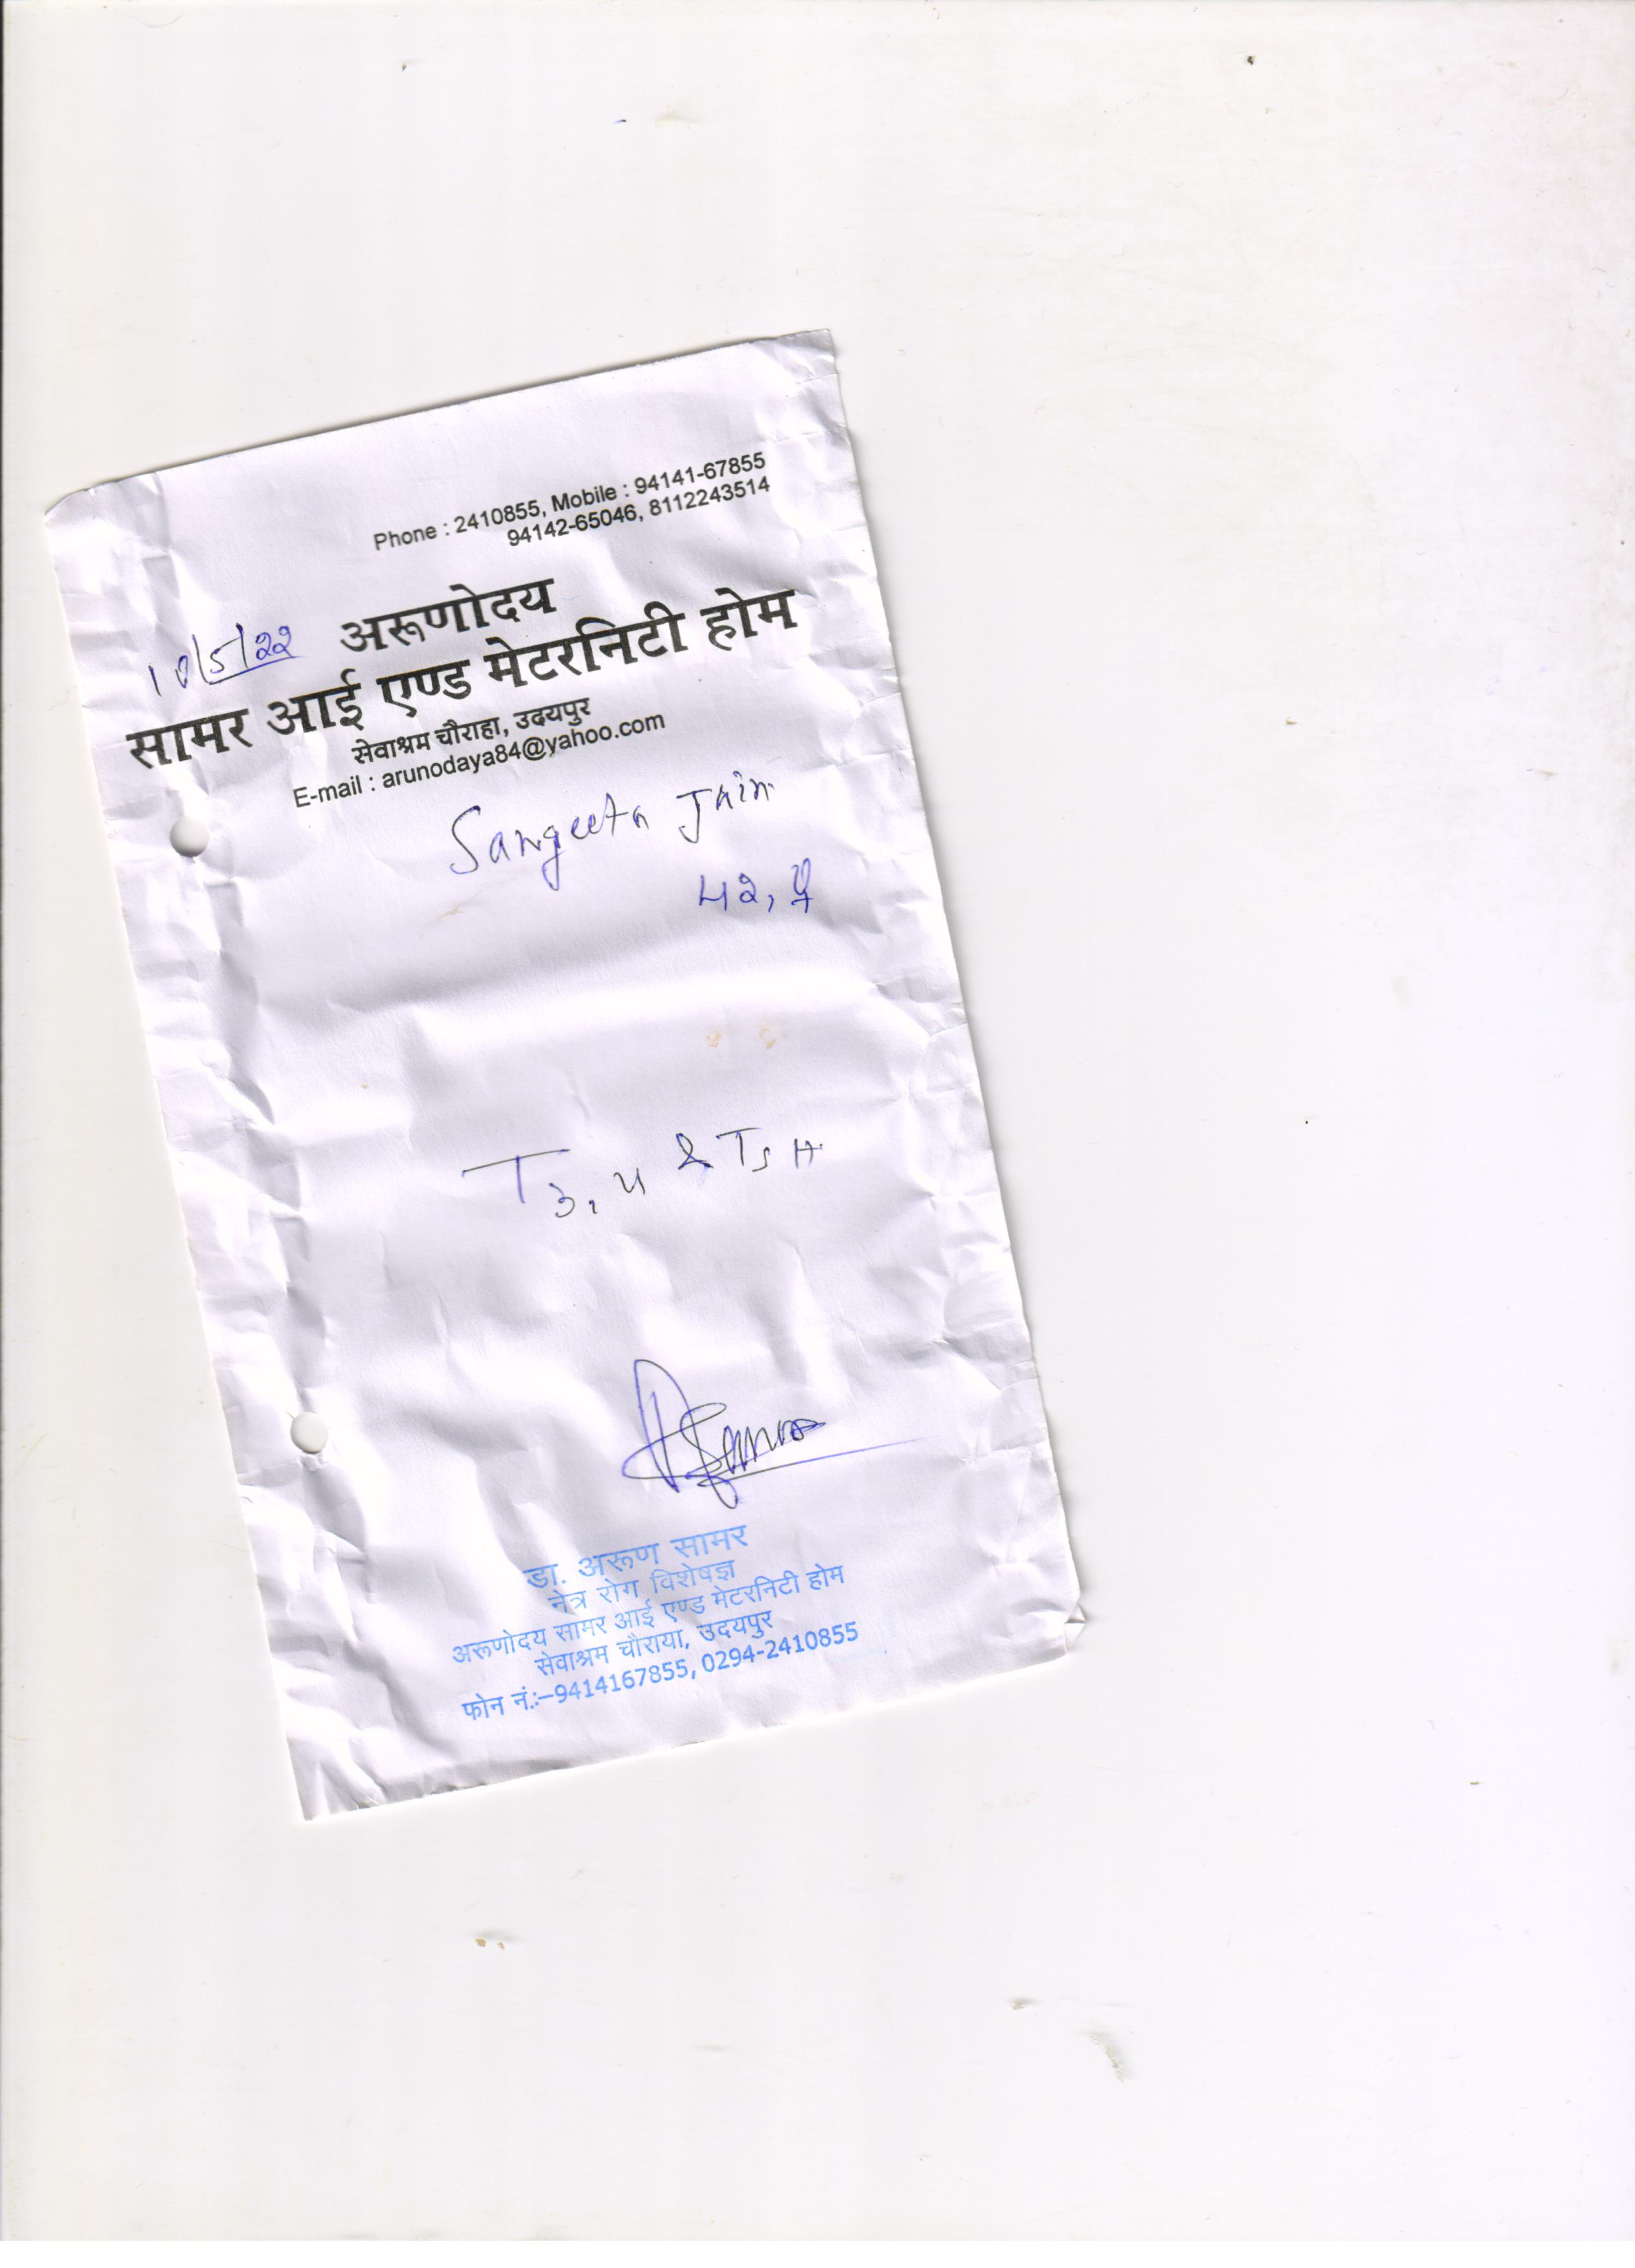 Phone : 2410855, Mobile : 94141-67855
94142-65046, 8112243514
10/5/22 अरूणोदय
सामर आई एण्ड मेटरनिटी होम
सेवाश्रम चौराहा, उदयपुर
E-mail : arunodaya84@yahoo.com
Sangeeta Jain
42,
T3, 4 & TSH
डा. अरूण सामर
नेत्र रोग विशेषज्ञ
अरूणोदय सामर आई एण्ड मेटरनिटी होम
सेवाश्रम चौराया, उदयपुर
फोन नं.:–9414167855, 0294-2410855